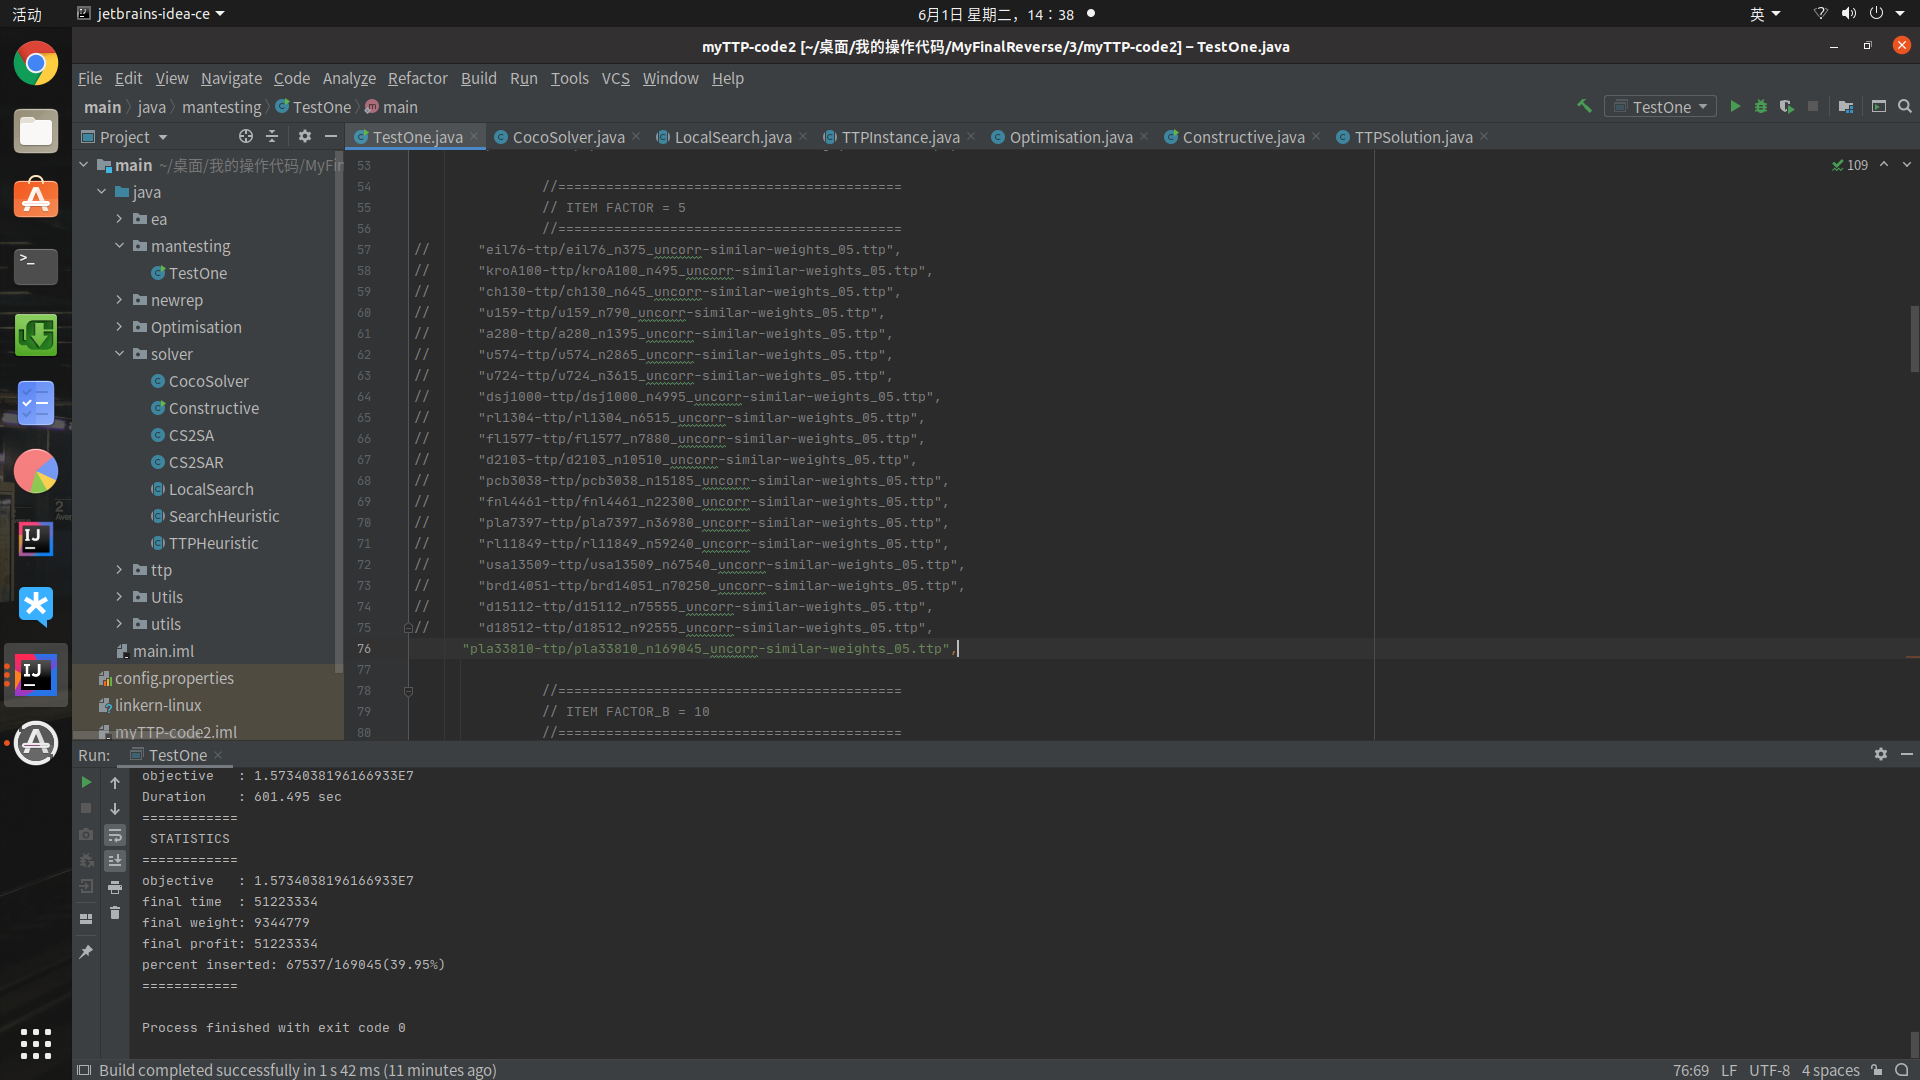 活动 jetbrains-idea-ce 6月1日 星期二，14：38 英
myTTP-code2 [~/桌面/我的操作代码/MyFinalReverse/3/myTTP-code2] – TestOne.java
File Edit View Navigate Code Analyze Refactor Build Run Tools VCS Window Help
main java mantesting TestOne main TestOne
Project TestOne.java CocoSolver.java LocalSearch.java TTPInstance.java Optimisation.java Constructive.java TTPSolution.java
main ~/桌面/我的操作代码/MyFin
java
ea
mantesting
TestOne
newrep
Optimisation
solver
CocoSolver
Constructive
CS2SA
CS2SAR
LocalSearch
SearchHeuristic
TTPHeuristic
ttp
Utils
utils
main.iml
config.properties
linkern-linux
myTTP-code2.iml
109
53
54 //===========================================
55 // ITEM FACTOR = 5
56 //===========================================
57 // "eil76-ttp/eil76_n375_uncorr-similar-weights_05.ttp",
58 // "kroA100-ttp/kroA100_n495_uncorr-similar-weights_05.ttp",
59 // "ch130-ttp/ch130_n645_uncorr-similar-weights_05.ttp",
60 // "u159-ttp/u159_n790_uncorr-similar-weights_05.ttp",
61 // "a280-ttp/a280_n1395_uncorr-similar-weights_05.ttp",
62 // "u574-ttp/u574_n2865_uncorr-similar-weights_05.ttp",
63 // "u724-ttp/u724_n3615_uncorr-similar-weights_05.ttp",
64 // "dsj1000-ttp/dsj1000_n4995_uncorr-similar-weights_05.ttp",
65 // "rl1304-ttp/rl1304_n6515_uncorr-similar-weights_05.ttp",
66 // "fl1577-ttp/fl1577_n7880_uncorr-similar-weights_05.ttp",
67 // "d2103-ttp/d2103_n10510_uncorr-similar-weights_05.ttp",
68 // "pcb3038-ttp/pcb3038_n15185_uncorr-similar-weights_05.ttp",
69 // "fnl4461-ttp/fnl4461_n22300_uncorr-similar-weights_05.ttp",
70 // "pla7397-ttp/pla7397_n36980_uncorr-similar-weights_05.ttp",
71 // "rl11849-ttp/rl11849_n59240_uncorr-similar-weights_05.ttp",
72 // "usa13509-ttp/usa13509_n67540_uncorr-similar-weights_05.ttp",
73 // "brd14051-ttp/brd14051_n70250_uncorr-similar-weights_05.ttp",
74 // "d15112-ttp/d15112_n75555_uncorr-similar-weights_05.ttp",
75 // "d18512-ttp/d18512_n92555_uncorr-similar-weights_05.ttp",
76 "pla33810-ttp/pla33810_n169045_uncorr-similar-weights_05.ttp",
77
78 //===========================================
79 // ITEM FACTOR_B = 10
80 //===========================================
Run: TestOne
objective : 1.5734038196166933E7
Duration : 601.495 sec
============
STATISTICS
============
objective : 1.5734038196166933E7
final time : 51223334
final weight: 9344779
final profit: 51223334
percent inserted: 67537/169045(39.95%)
============
Process finished with exit code 0
Build completed successfully in 1 s 42 ms (11 minutes ago) 76:69 LF UTF-8 4 spaces